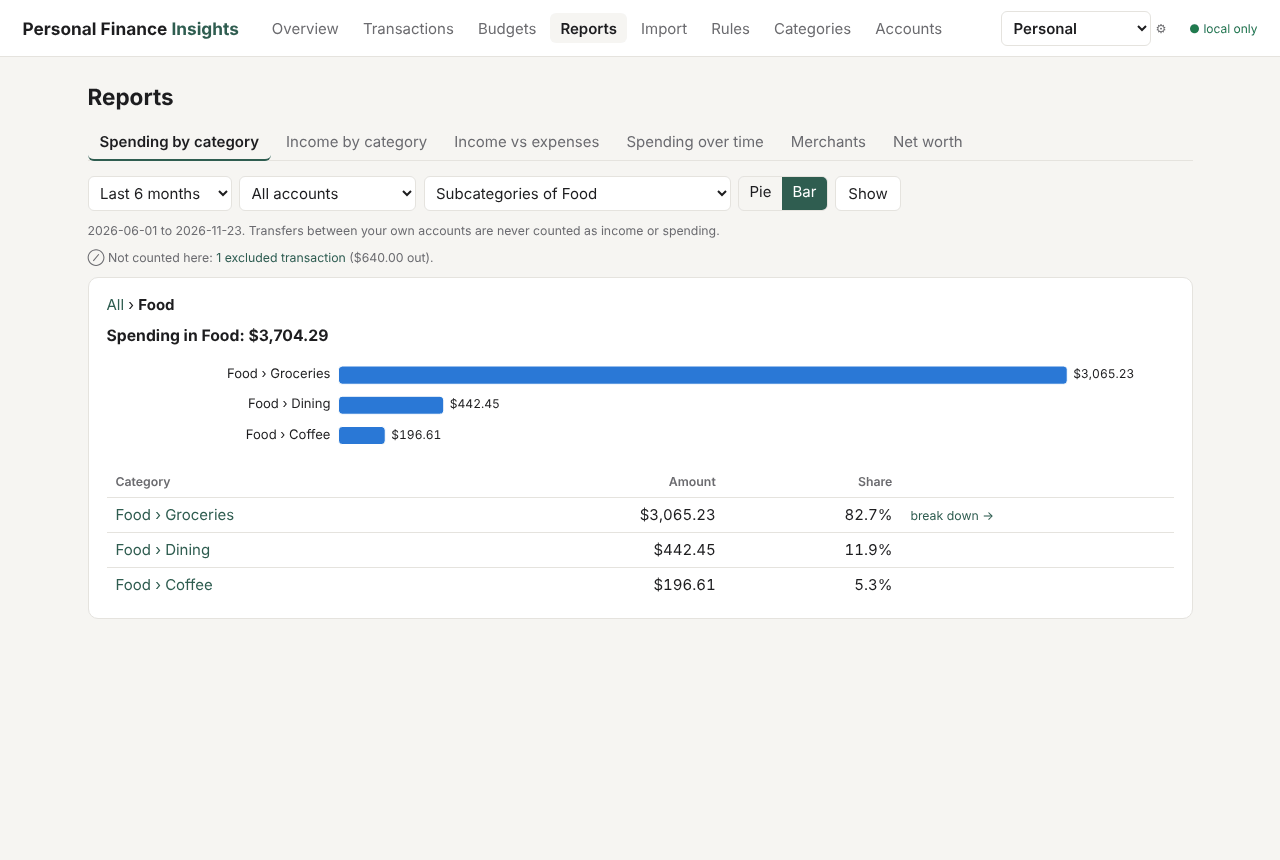 Personal Finance Insights Overview Transactions Budgets Reports Import Rules Categories Accounts Personal ⚙ local only
Reports
Spending by category Income by category Income vs expenses Spending over time Merchants Net worth
Last 6 months All accounts Subcategories of Food Pie Bar Show
2026-06-01 to 2026-11-23. Transfers between your own accounts are never counted as income or spending.
Not counted here: 1 excluded transaction ($640.00 out).
All › Food
Spending in Food: $3,704.29
Food › Groceries $3,065.23
Food › Dining $442.45
Food › Coffee $196.61
Category Amount Share
Food › Groceries $3,065.23 82.7% break down →
Food › Dining $442.45 11.9%
Food › Coffee $196.61 5.3%